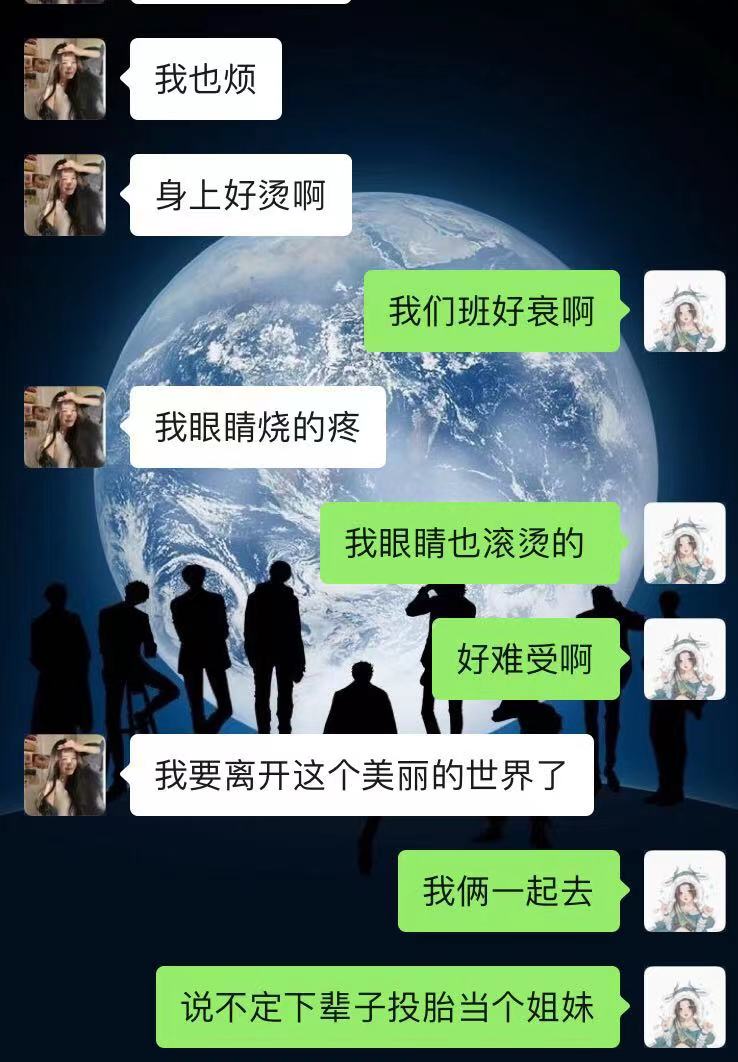 我也烦
身上好烫啊
我们班好衰啊
我眼睛烧的疼
我眼睛也滚烫的
好难受啊
我要离开这个美丽的世界了
我俩一起去
说不定下辈子投胎当个姐妹